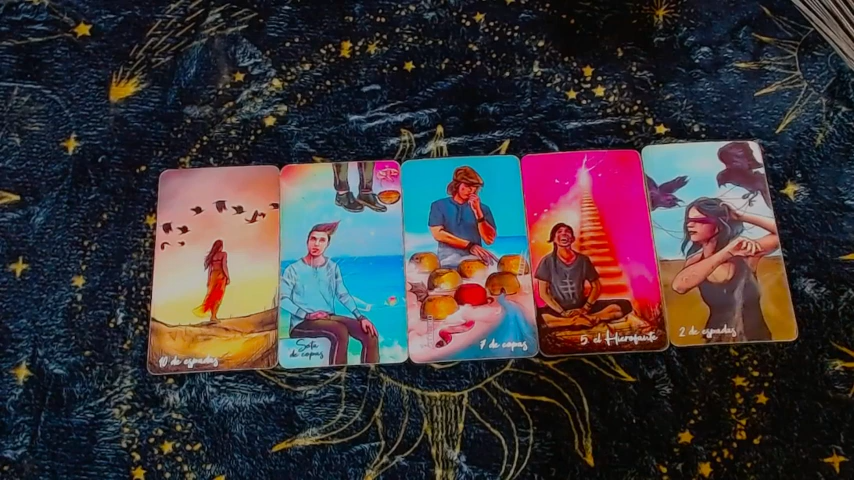 10 de espadas
Sota
de copas
7 de copas
5 el Hierofante
2 de espadas